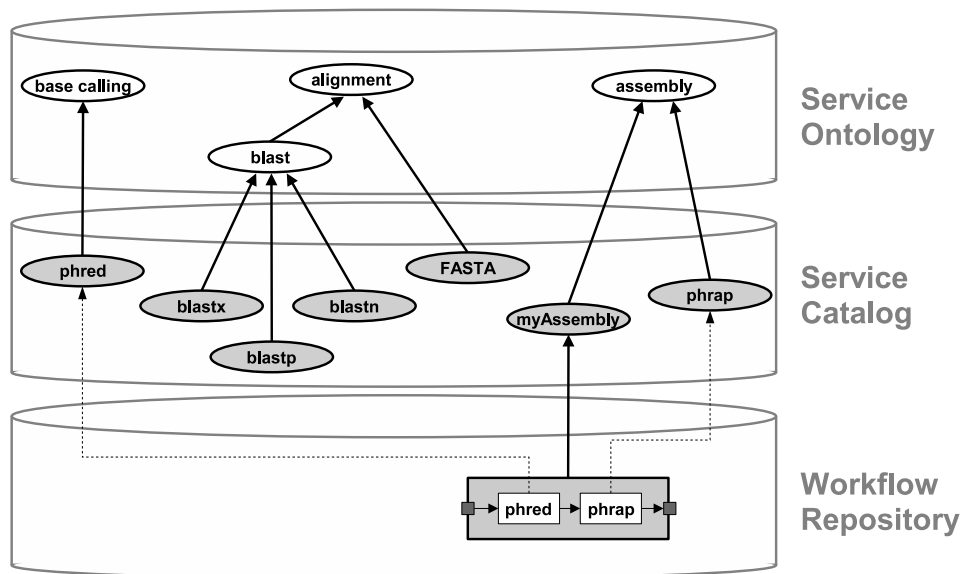 base calling
alignment
assembly
blast
Service
Ontology
phred
FASTA
blastx
blastn
phrap
myAssembly
blastp
Service
Catalog
phred
phrap
Workflow
Repository